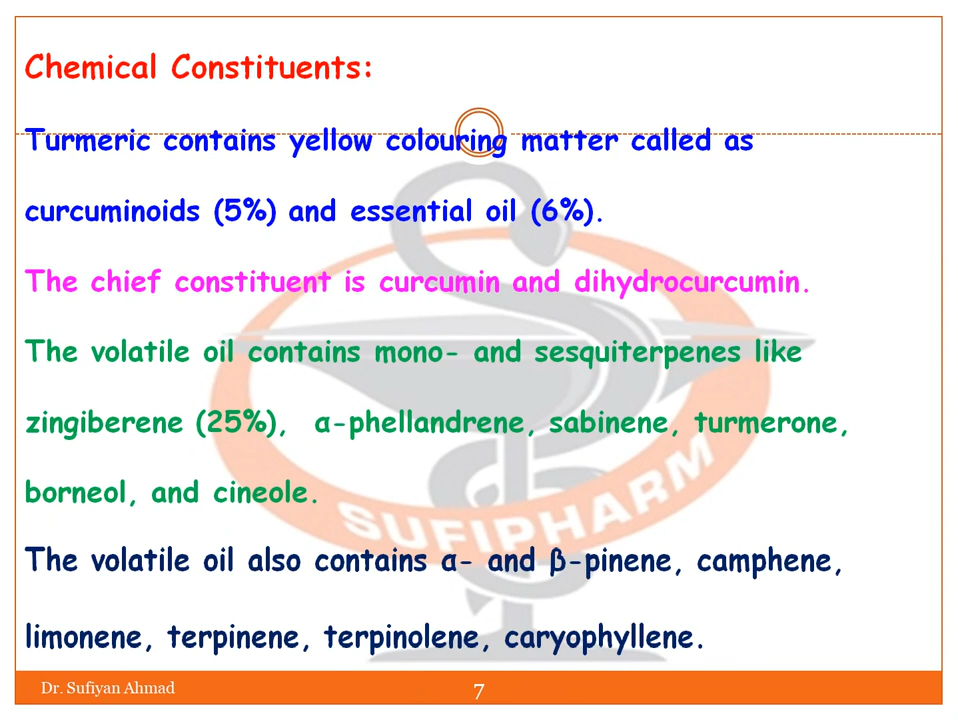 Chemical Constituents:
Turmeric contains yellow colouring matter called as
curcuminoids (5%) and essential oil (6%).
The chief constituent is curcumin and dihydrocurcumin.
The volatile oil contains mono- and sesquiterpenes like
zingiberene (25%), α-phellandrene, sabinene, turmerone,
borneol, and cineole.
SUFIPHARM
The volatile oil also contains α- and β-pinene, camphene,
limonene, terpinene, terpinolene, caryophyllene.
Dr. Sufiyan Ahmad
7